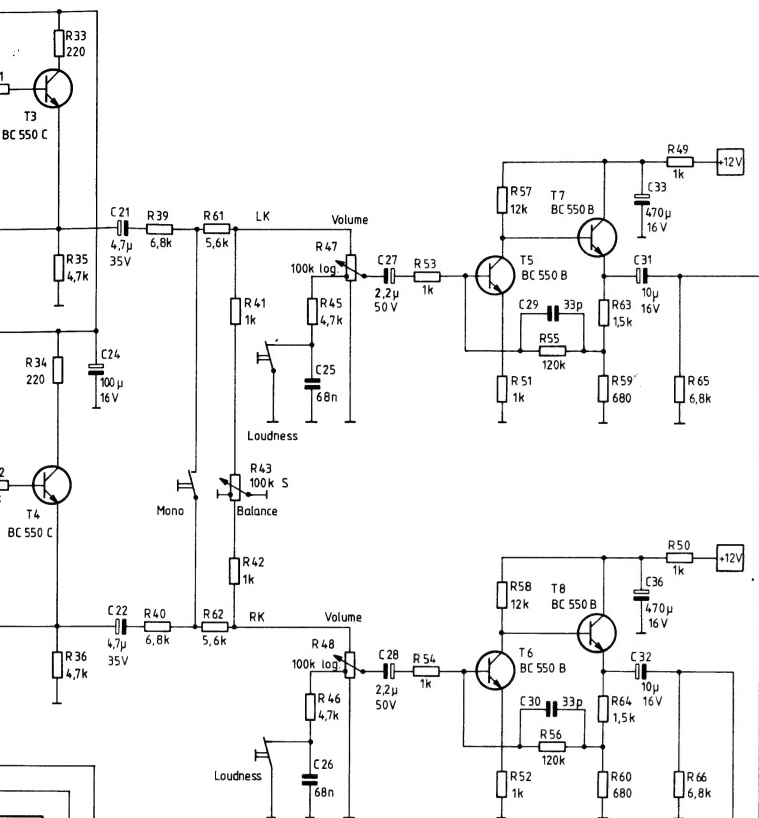 R33
220
1
T3
BC 550 C
R49
1k
+12V
R57
12k
T7
BC 550 B
C33
470µ
16V
C21
4,7µ
35V
R39
6,8k
R61
5,6k
LK
Volume
R47
100k log.
C27
2,2µ
50V
R53
1k
T5
BC 550 B
C31
10µ
16V
R35
4,7k
R41
1k
R45
4,7k
C29
33p
R63
1,5k
R55
120k
R34
220
C24
100µ
16V
C25
68n
R51
1k
R59
680
R65
6,8k
Loudness
2
T4
BC 550 C
Mono
R43
100k S
Balance
R42
1k
R50
1k
+12V
R58
12k
T8
BC 550 B
C36
470µ
16V
C22
4,7µ
35V
R40
6,8k
R62
5,6k
RK
Volume
R48
100k log.
C28
2,2µ
50V
R54
1k
T6
BC 550 B
C32
10µ
16V
R36
4,7k
R46
4,7k
C30
33p
R64
1,5k
R56
120k
Loudness
C26
68n
R52
1k
R60
680
R66
6,8k